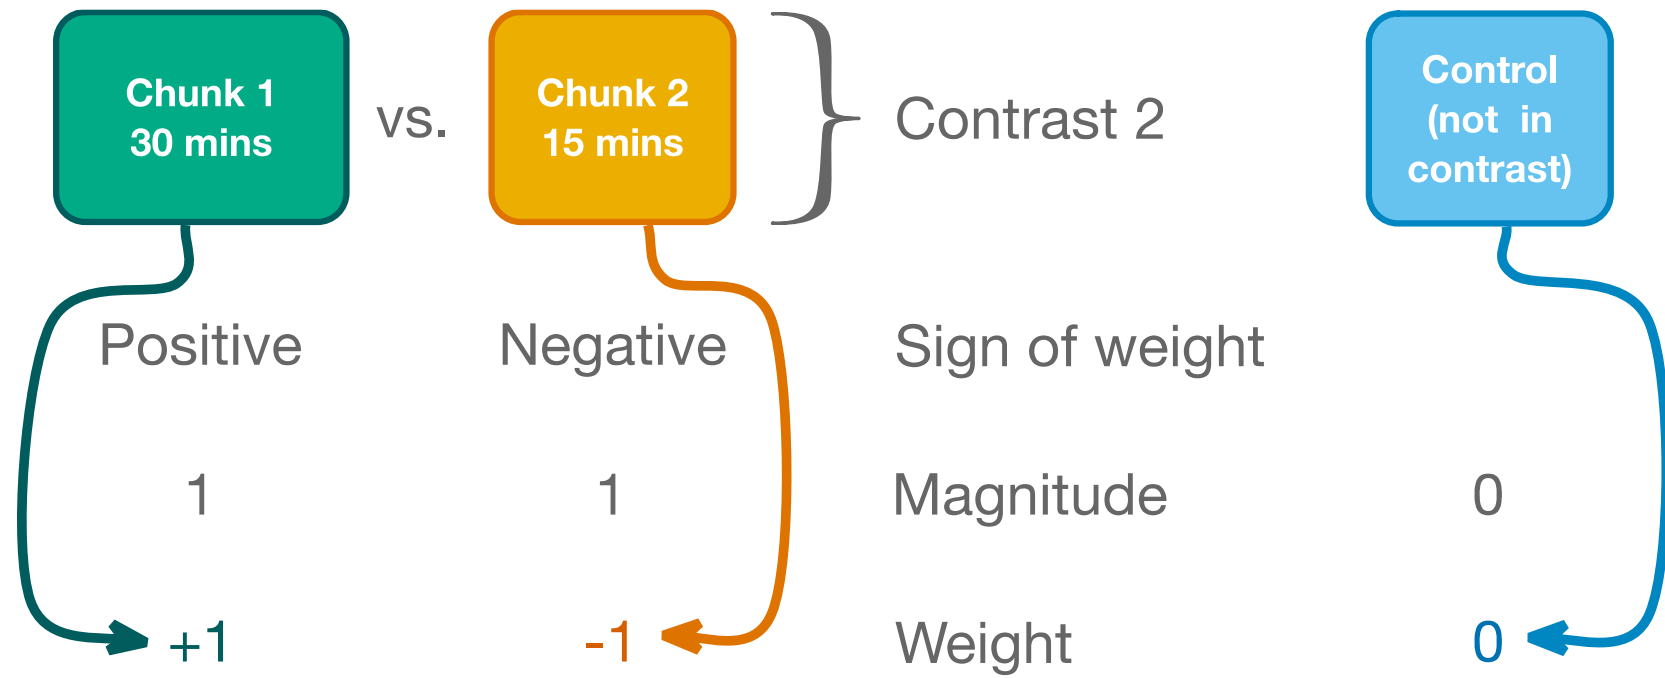 Chunk 1
30 mins
vs.
Chunk 2
15 mins
Contrast 2
Control
(not in
contrast)
Positive
Negative
Sign of weight
1
1
Magnitude
0
+1
-1
Weight
0